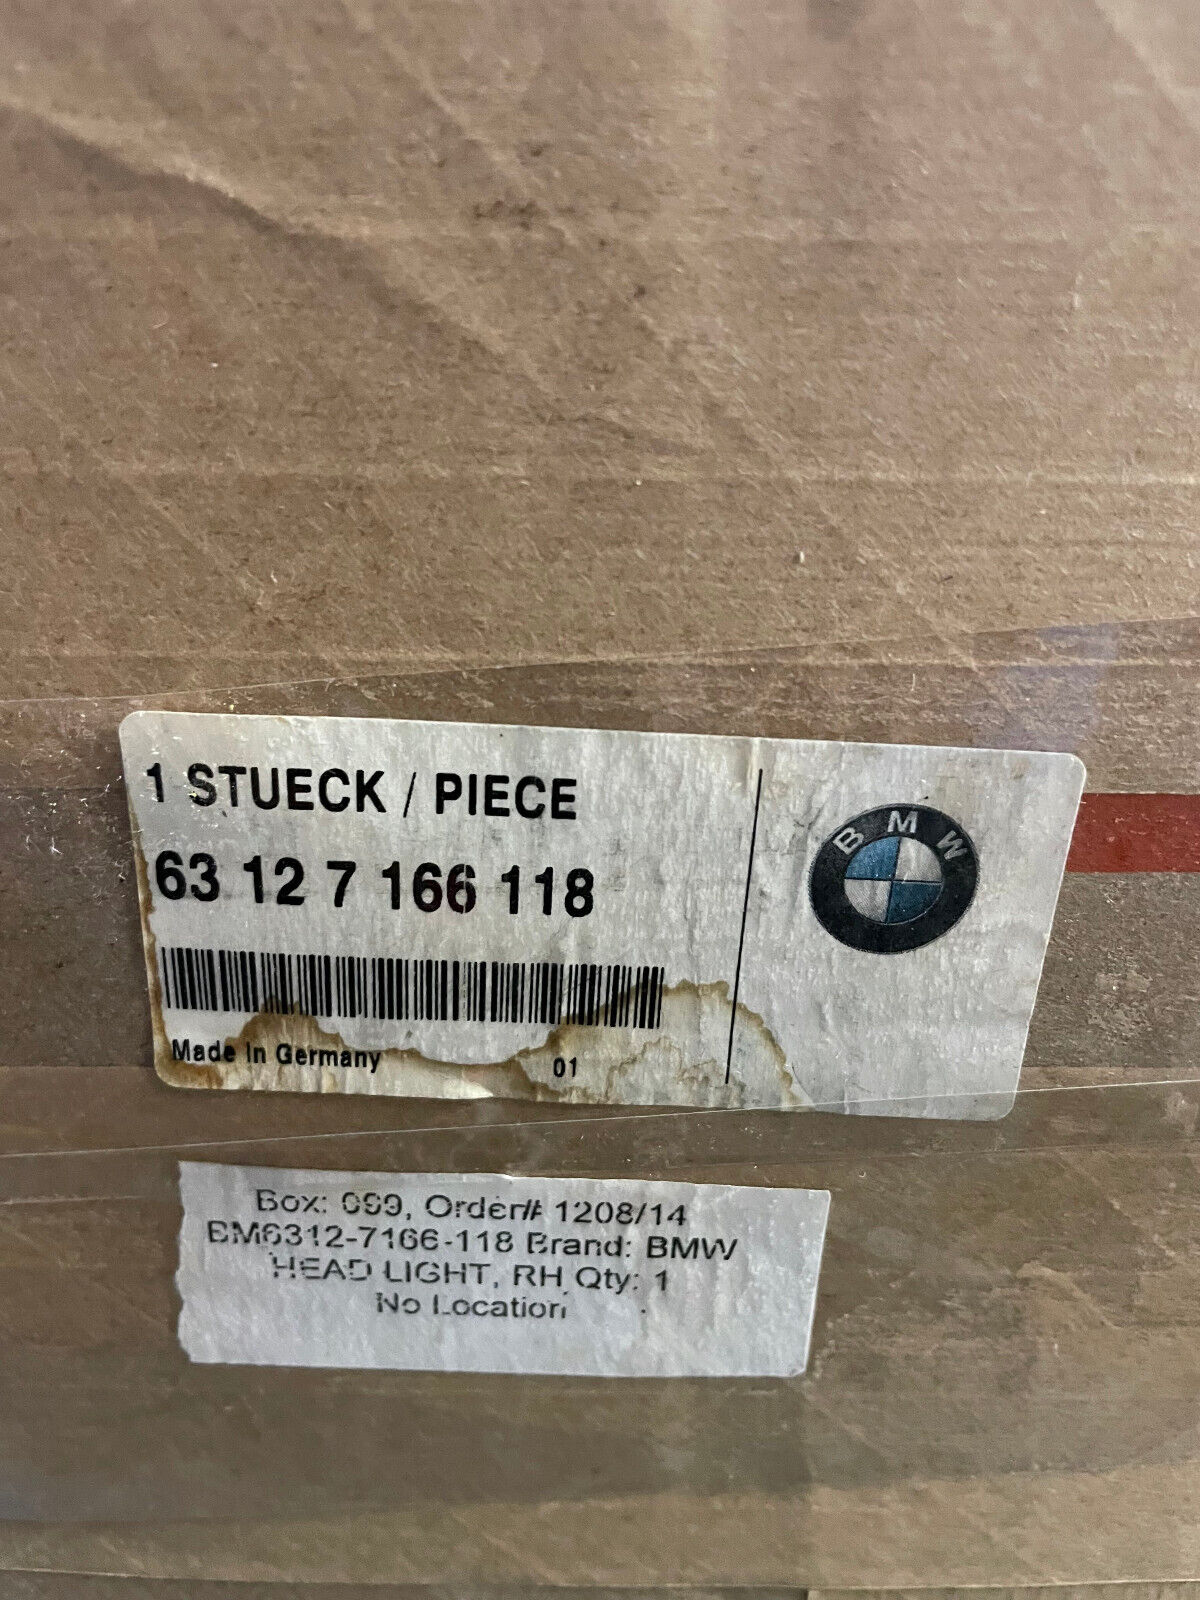 1 STUECK / PIECE
63 12 7 166 118
Made in Germany 01
BMW
Box: 099, Order# 1208/14
BM6312-7166-118 Brand: BMW
HEAD LIGHT, RH, Qty: 1
No Location